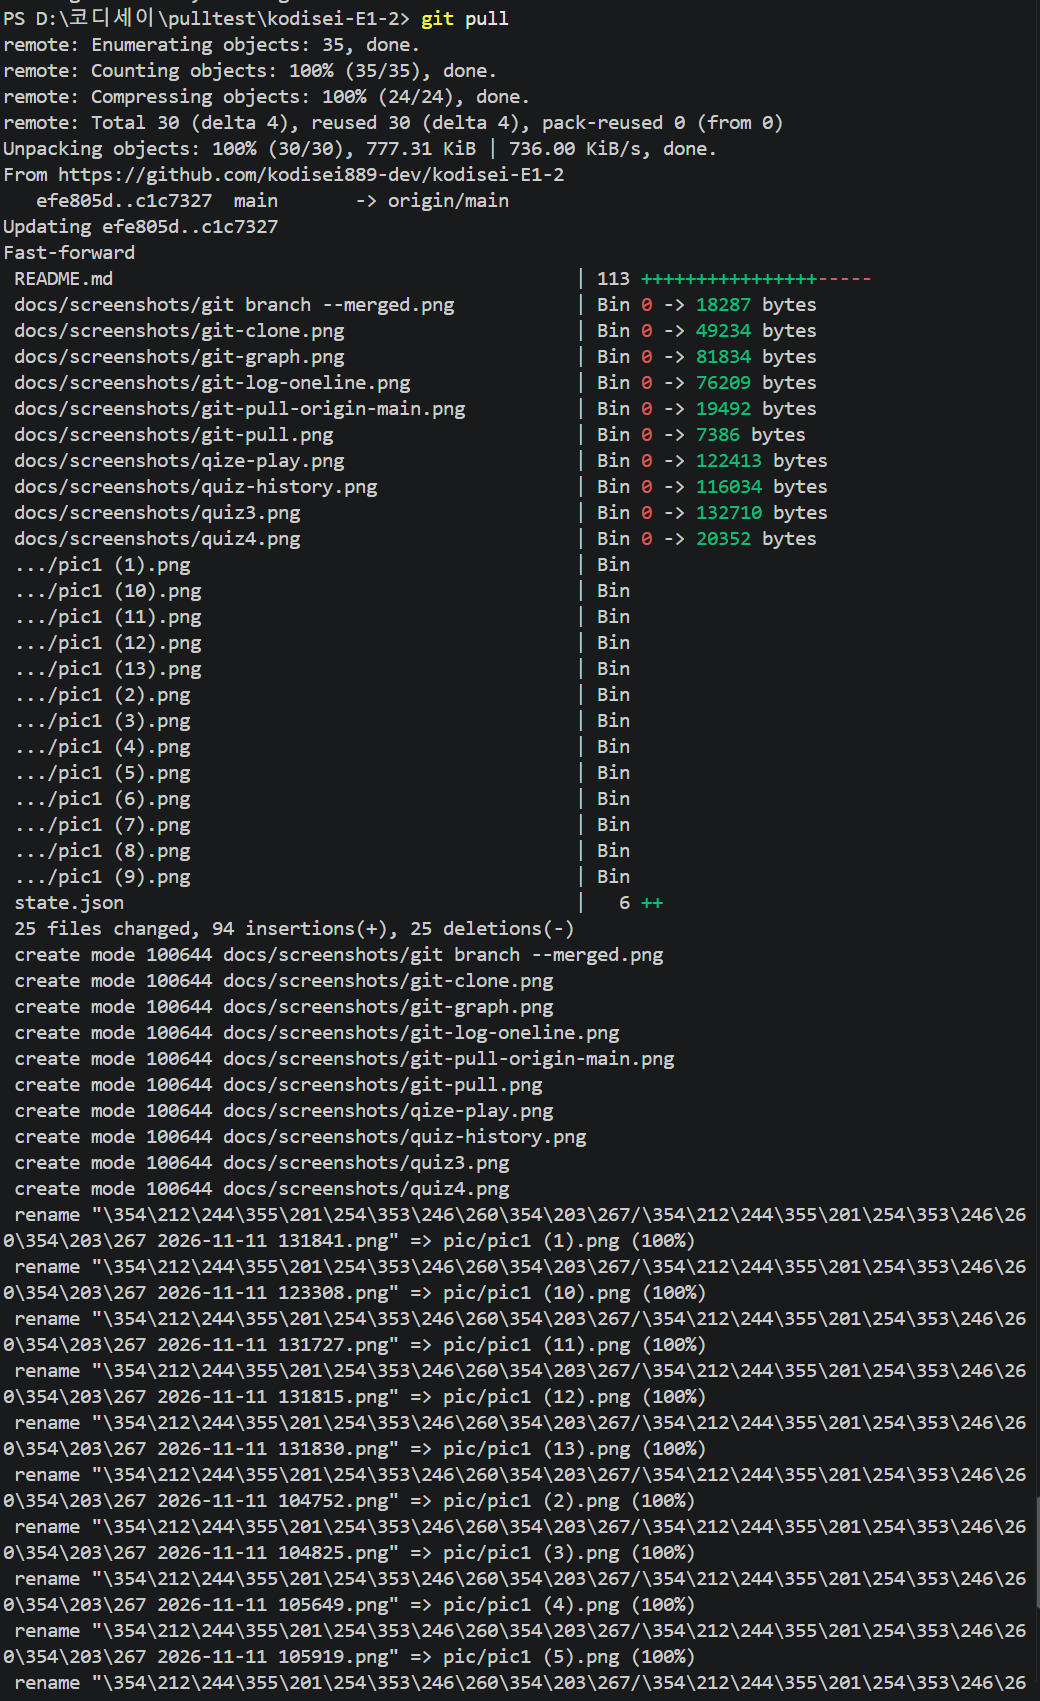 PS D:\코디세이\pulltest\kodisei-E1-2> git pull
remote: Enumerating objects: 35, done.
remote: Counting objects: 100% (35/35), done.
remote: Compressing objects: 100% (24/24), done.
remote: Total 30 (delta 4), reused 30 (delta 4), pack-reused 0 (from 0)
Unpacking objects: 100% (30/30), 777.31 KiB | 736.00 KiB/s, done.
From https://github.com/kodisei889-dev/kodisei-E1-2
   efe805d..c1c7327  main       -> origin/main
Updating efe805d..c1c7327
Fast-forward
 README.md                                          | 113 ++++++++++++++++-----
 docs/screenshots/git branch --merged.png           | Bin 0 -> 18287 bytes
 docs/screenshots/git-clone.png                     | Bin 0 -> 49234 bytes
 docs/screenshots/git-graph.png                     | Bin 0 -> 81834 bytes
 docs/screenshots/git-log-oneline.png               | Bin 0 -> 76209 bytes
 docs/screenshots/git-pull-origin-main.png          | Bin 0 -> 19492 bytes
 docs/screenshots/git-pull.png                      | Bin 0 -> 7386 bytes
 docs/screenshots/qize-play.png                     | Bin 0 -> 122413 bytes
 docs/screenshots/quiz-history.png                  | Bin 0 -> 116034 bytes
 docs/screenshots/quiz3.png                         | Bin 0 -> 132710 bytes
 docs/screenshots/quiz4.png                         | Bin 0 -> 20352 bytes
 .../pic1 (1).png                                   | Bin
 .../pic1 (10).png                                  | Bin
 .../pic1 (11).png                                  | Bin
 .../pic1 (12).png                                  | Bin
 .../pic1 (13).png                                  | Bin
 .../pic1 (2).png                                   | Bin
 .../pic1 (3).png                                   | Bin
 .../pic1 (4).png                                   | Bin
 .../pic1 (5).png                                   | Bin
 .../pic1 (6).png                                   | Bin
 .../pic1 (7).png                                   | Bin
 .../pic1 (8).png                                   | Bin
 .../pic1 (9).png                                   | Bin
 state.json                                         |   6 ++
 25 files changed, 94 insertions(+), 25 deletions(-)
 create mode 100644 docs/screenshots/git branch --merged.png
 create mode 100644 docs/screenshots/git-clone.png
 create mode 100644 docs/screenshots/git-graph.png
 create mode 100644 docs/screenshots/git-log-oneline.png
 create mode 100644 docs/screenshots/git-pull-origin-main.png
 create mode 100644 docs/screenshots/git-pull.png
 create mode 100644 docs/screenshots/qize-play.png
 create mode 100644 docs/screenshots/quiz-history.png
 create mode 100644 docs/screenshots/quiz3.png
 create mode 100644 docs/screenshots/quiz4.png
 rename "\354\212\244\355\201\254\353\246\260\354\203\267/\354\212\244\355\201\254\353\246\26
0\354\203\267 2026-11-11 131841.png" => pic/pic1 (1).png (100%)
 rename "\354\212\244\355\201\254\353\246\260\354\203\267/\354\212\244\355\201\254\353\246\26
0\354\203\267 2026-11-11 123308.png" => pic/pic1 (10).png (100%)
 rename "\354\212\244\355\201\254\353\246\260\354\203\267/\354\212\244\355\201\254\353\246\26
0\354\203\267 2026-11-11 131727.png" => pic/pic1 (11).png (100%)
 rename "\354\212\244\355\201\254\353\246\260\354\203\267/\354\212\244\355\201\254\353\246\26
0\354\203\267 2026-11-11 131815.png" => pic/pic1 (12).png (100%)
 rename "\354\212\244\355\201\254\353\246\260\354\203\267/\354\212\244\355\201\254\353\246\26
0\354\203\267 2026-11-11 131830.png" => pic/pic1 (13).png (100%)
 rename "\354\212\244\355\201\254\353\246\260\354\203\267/\354\212\244\355\201\254\353\246\26
0\354\203\267 2026-11-11 104752.png" => pic/pic1 (2).png (100%)
 rename "\354\212\244\355\201\254\353\246\260\354\203\267/\354\212\244\355\201\254\353\246\26
0\354\203\267 2026-11-11 104825.png" => pic/pic1 (3).png (100%)
 rename "\354\212\244\355\201\254\353\246\260\354\203\267/\354\212\244\355\201\254\353\246\26
0\354\203\267 2026-11-11 105649.png" => pic/pic1 (4).png (100%)
 rename "\354\212\244\355\201\254\353\246\260\354\203\267/\354\212\244\355\201\254\353\246\26
0\354\203\267 2026-11-11 105919.png" => pic/pic1 (5).png (100%)
 rename "\354\212\244\355\201\254\353\246\260\354\203\267/\354\212\244\355\201\254\353\246\26